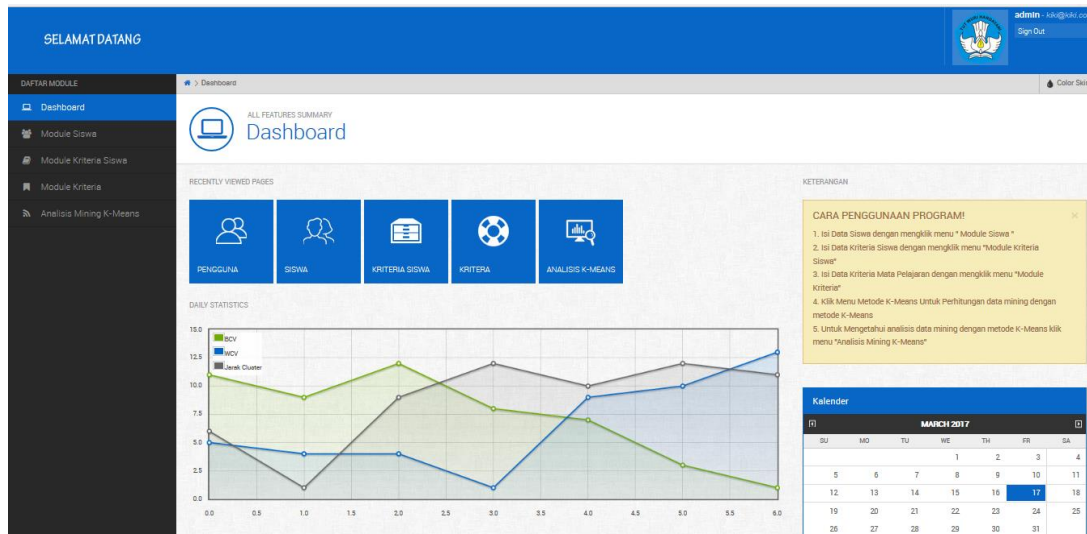 SELAMAT DATANG
admin - kiki@kiki.co
Sign Out
DAFTAR MODULE
Dashboard
Module Siswa
Module Kriteria Siswa
Module Kriteria
Analisis Mining K-Means
> Dashboard
Color Skin
ALL FEATURES SUMMARY
Dashboard
RECENTLY VIEWED PAGES
PENGGUNA
SISWA
KRITERIA SISWA
KRITERA
ANALISIS K-MEANS
DAILY STATISTICS
BCV
WCV
Jarak Cluster
15.0
12.5
10.0
7.5
5.0
2.5
0.0
0.0 0.5 1.0 1.5 2.0 2.5 3.0 3.5 4.0 4.5 5.0 5.5 6.0
KETERANGAN
CARA PENGGUNAAN PROGRAM!
×
1. Isi Data Siswa dengan mengklik menu " Module Siswa "
2. Isi Data Kriteria Siswa dengan mengklik menu "Module Kriteria
Siswa"
3. Isi Data Kriteria Mata Pelajaran dengan mengklik menu "Module
Kriteria"
4. Klik Menu Metode K-Means Untuk Perhitungan data mining dengan
metode K-Means
5. Untuk Mengetahui analisis data mining dengan metode K-Means klik
menu "Analisis Mining K-Means"
Kalender
MARCH 2017
SU MO TU WE TH FR SA
1 2 3 4
5 6 7 8 9 10 11
12 13 14 15 16 17 18
19 20 21 22 23 24 25
26 27 28 29 30 31